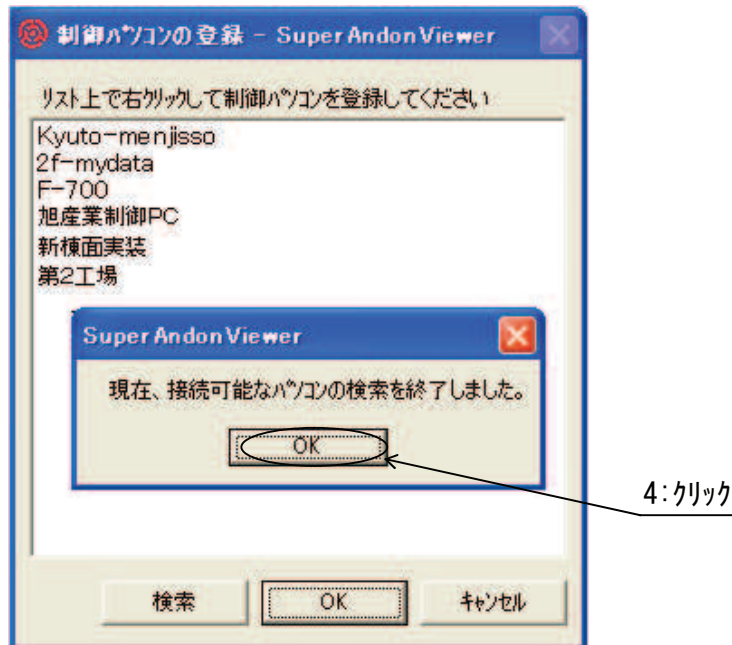 制御ﾊﾟｿｺﾝの登録 - Super Andon Viewer
ﾘｽﾄ上で右ｸﾘｯｸして制御ﾊﾟｿｺﾝを登録してください
Kyuto-menjisso
2f-mydata
F-700
旭産業制御PC
新棟面実装
第2工場
Super Andon Viewer
現在、接続可能なﾊﾟｿｺﾝの検索を終了しました。
OK
4:ｸﾘｯｸ
検索 OK ｷｬﾝｾﾙ